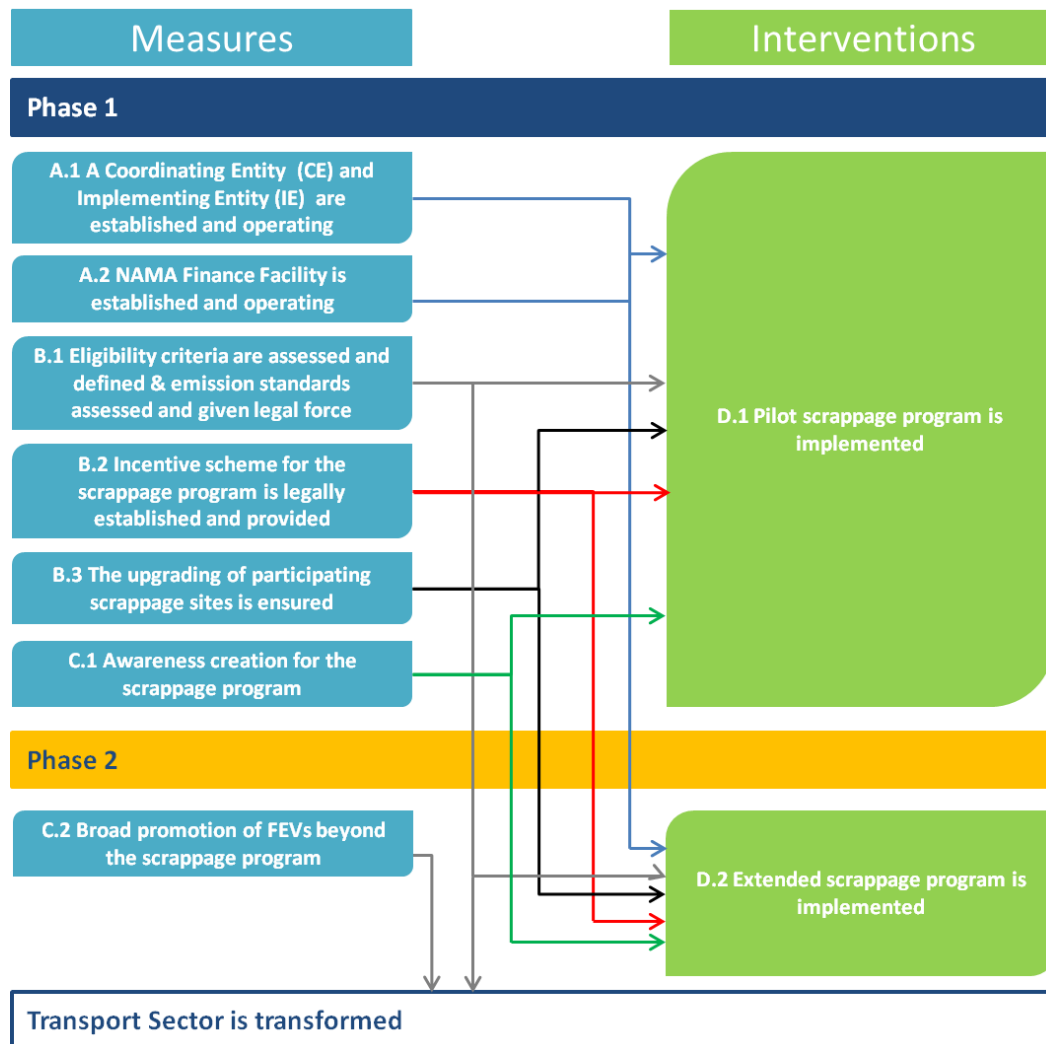 Measures
Interventions
Phase 1
A.1 A Coordinating Entity (CE) and
Implementing Entity (IE) are
established and operating
A.2 NAMA Finance Facility is
established and operating
B.1 Eligibility criteria are assessed and
defined & emission standards
assessed and given legal force
B.2 Incentive scheme for the
scrappage program is legally
established and provided
B.3 The upgrading of participating
scrappage sites is ensured
C.1 Awareness creation for the
scrappage program
D.1 Pilot scrappage program is
implemented
Phase 2
C.2 Broad promotion of FEVs beyond
the scrappage program
D.2 Extended scrappage program is
implemented
Transport Sector is transformed